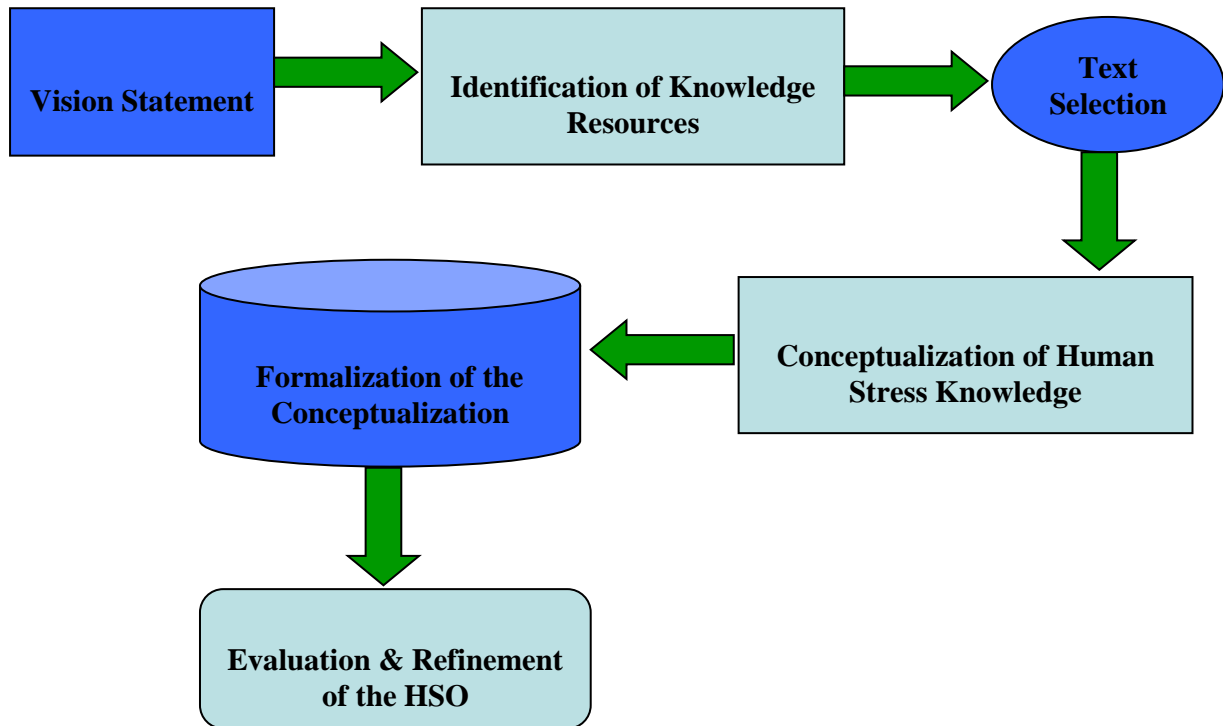 Vision Statement
Identification of Knowledge
Resources
Text
Selection
Conceptualization of Human
Stress Knowledge
Formalization of the
Conceptualization
Evaluation & Refinement
of the HSO